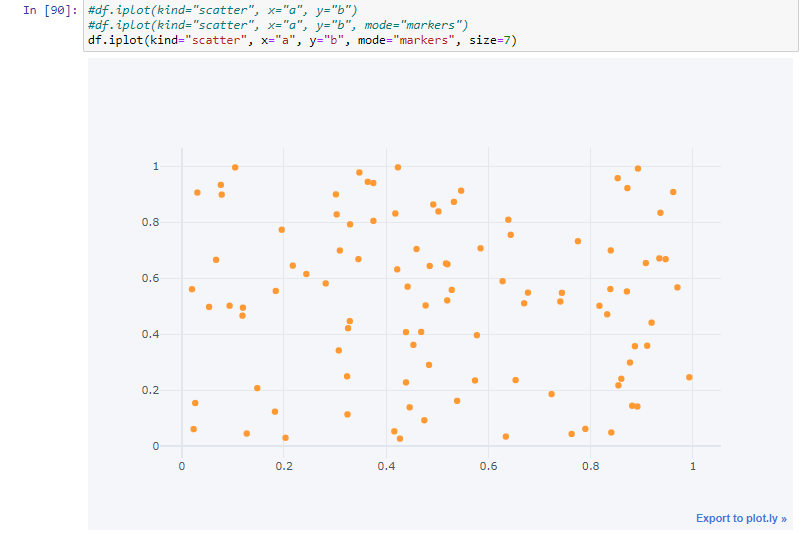 In [90]: #df.iplot(kind="scatter", x="a", y="b")
#df.iplot(kind="scatter", x="a", y="b", mode="markers")
df.iplot(kind="scatter", x="a", y="b", mode="markers", size=7)
1
0.8
0.6
0.4
0.2
0
0 0.2 0.4 0.6 0.8 1
Export to plot.ly »